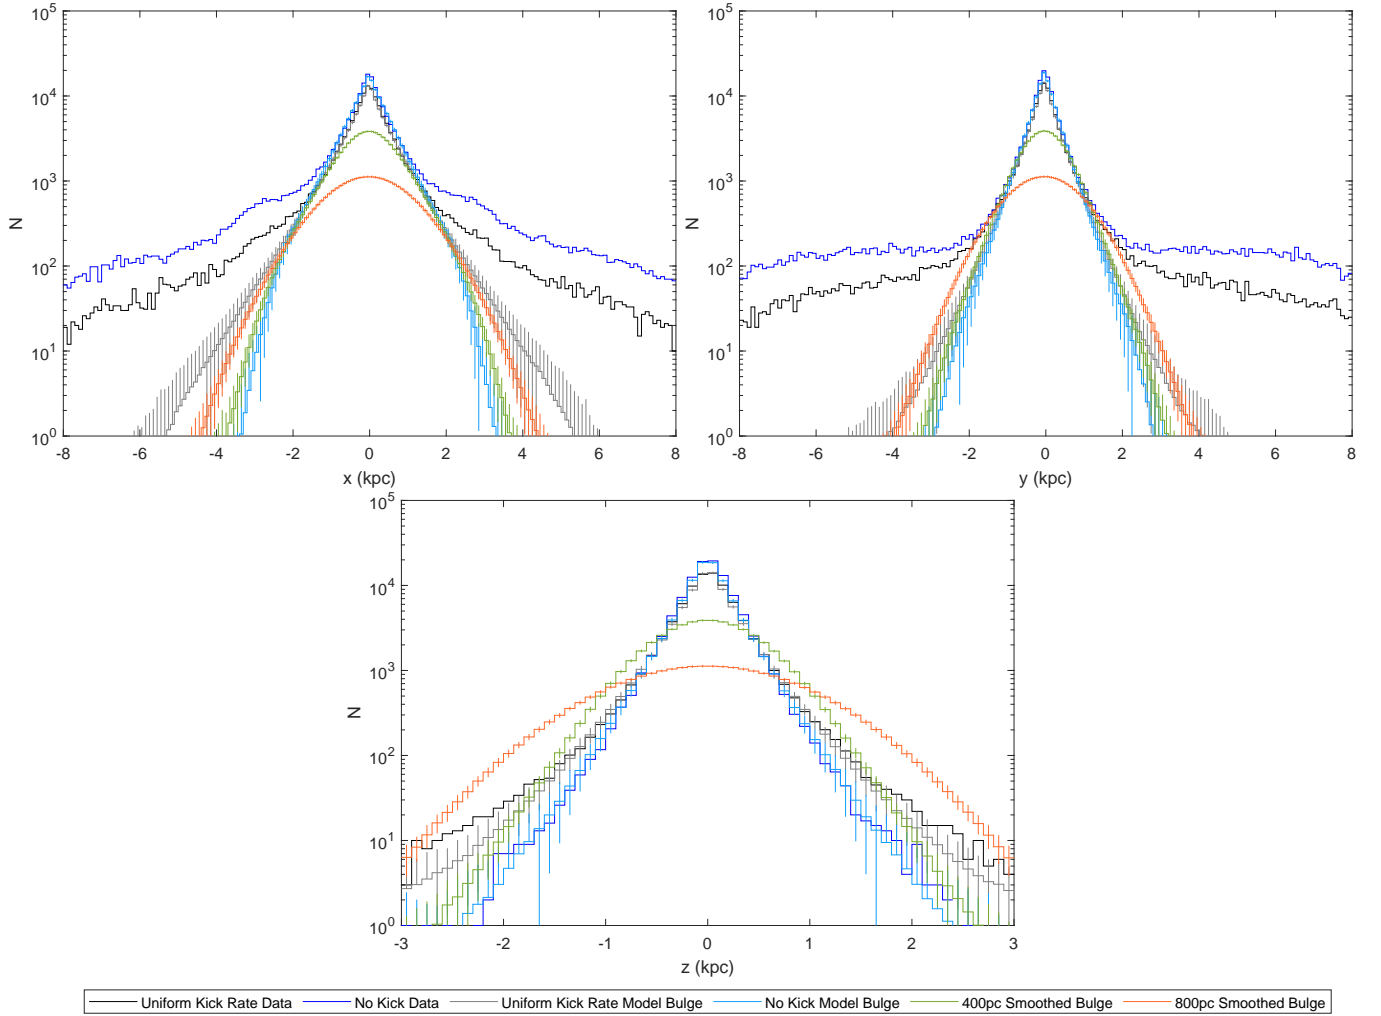 10^5
10^4
10^3
10^2
10^1
10^0
N
-8 -6 -4 -2 0 2 4 6 8
x (kpc)
10^5
10^4
10^3
10^2
10^1
10^0
N
-8 -6 -4 -2 0 2 4 6 8
y (kpc)
10^5
10^4
10^3
10^2
10^1
10^0
N
-3 -2 -1 0 1 2 3
z (kpc)
Uniform Kick Rate Data No Kick Data Uniform Kick Rate Model Bulge No Kick Model Bulge 400pc Smoothed Bulge 800pc Smoothed Bulge